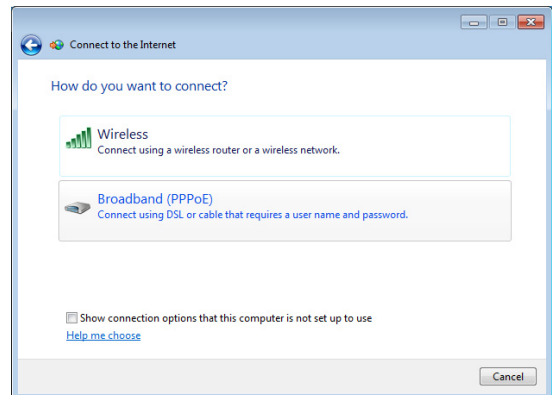 Connect to the Internet
How do you want to connect?
Wireless
Connect using a wireless router or a wireless network.
Broadband (PPPoE)
Connect using DSL or cable that requires a user name and password.
Show connection options that this computer is not set up to use
Help me choose
Cancel